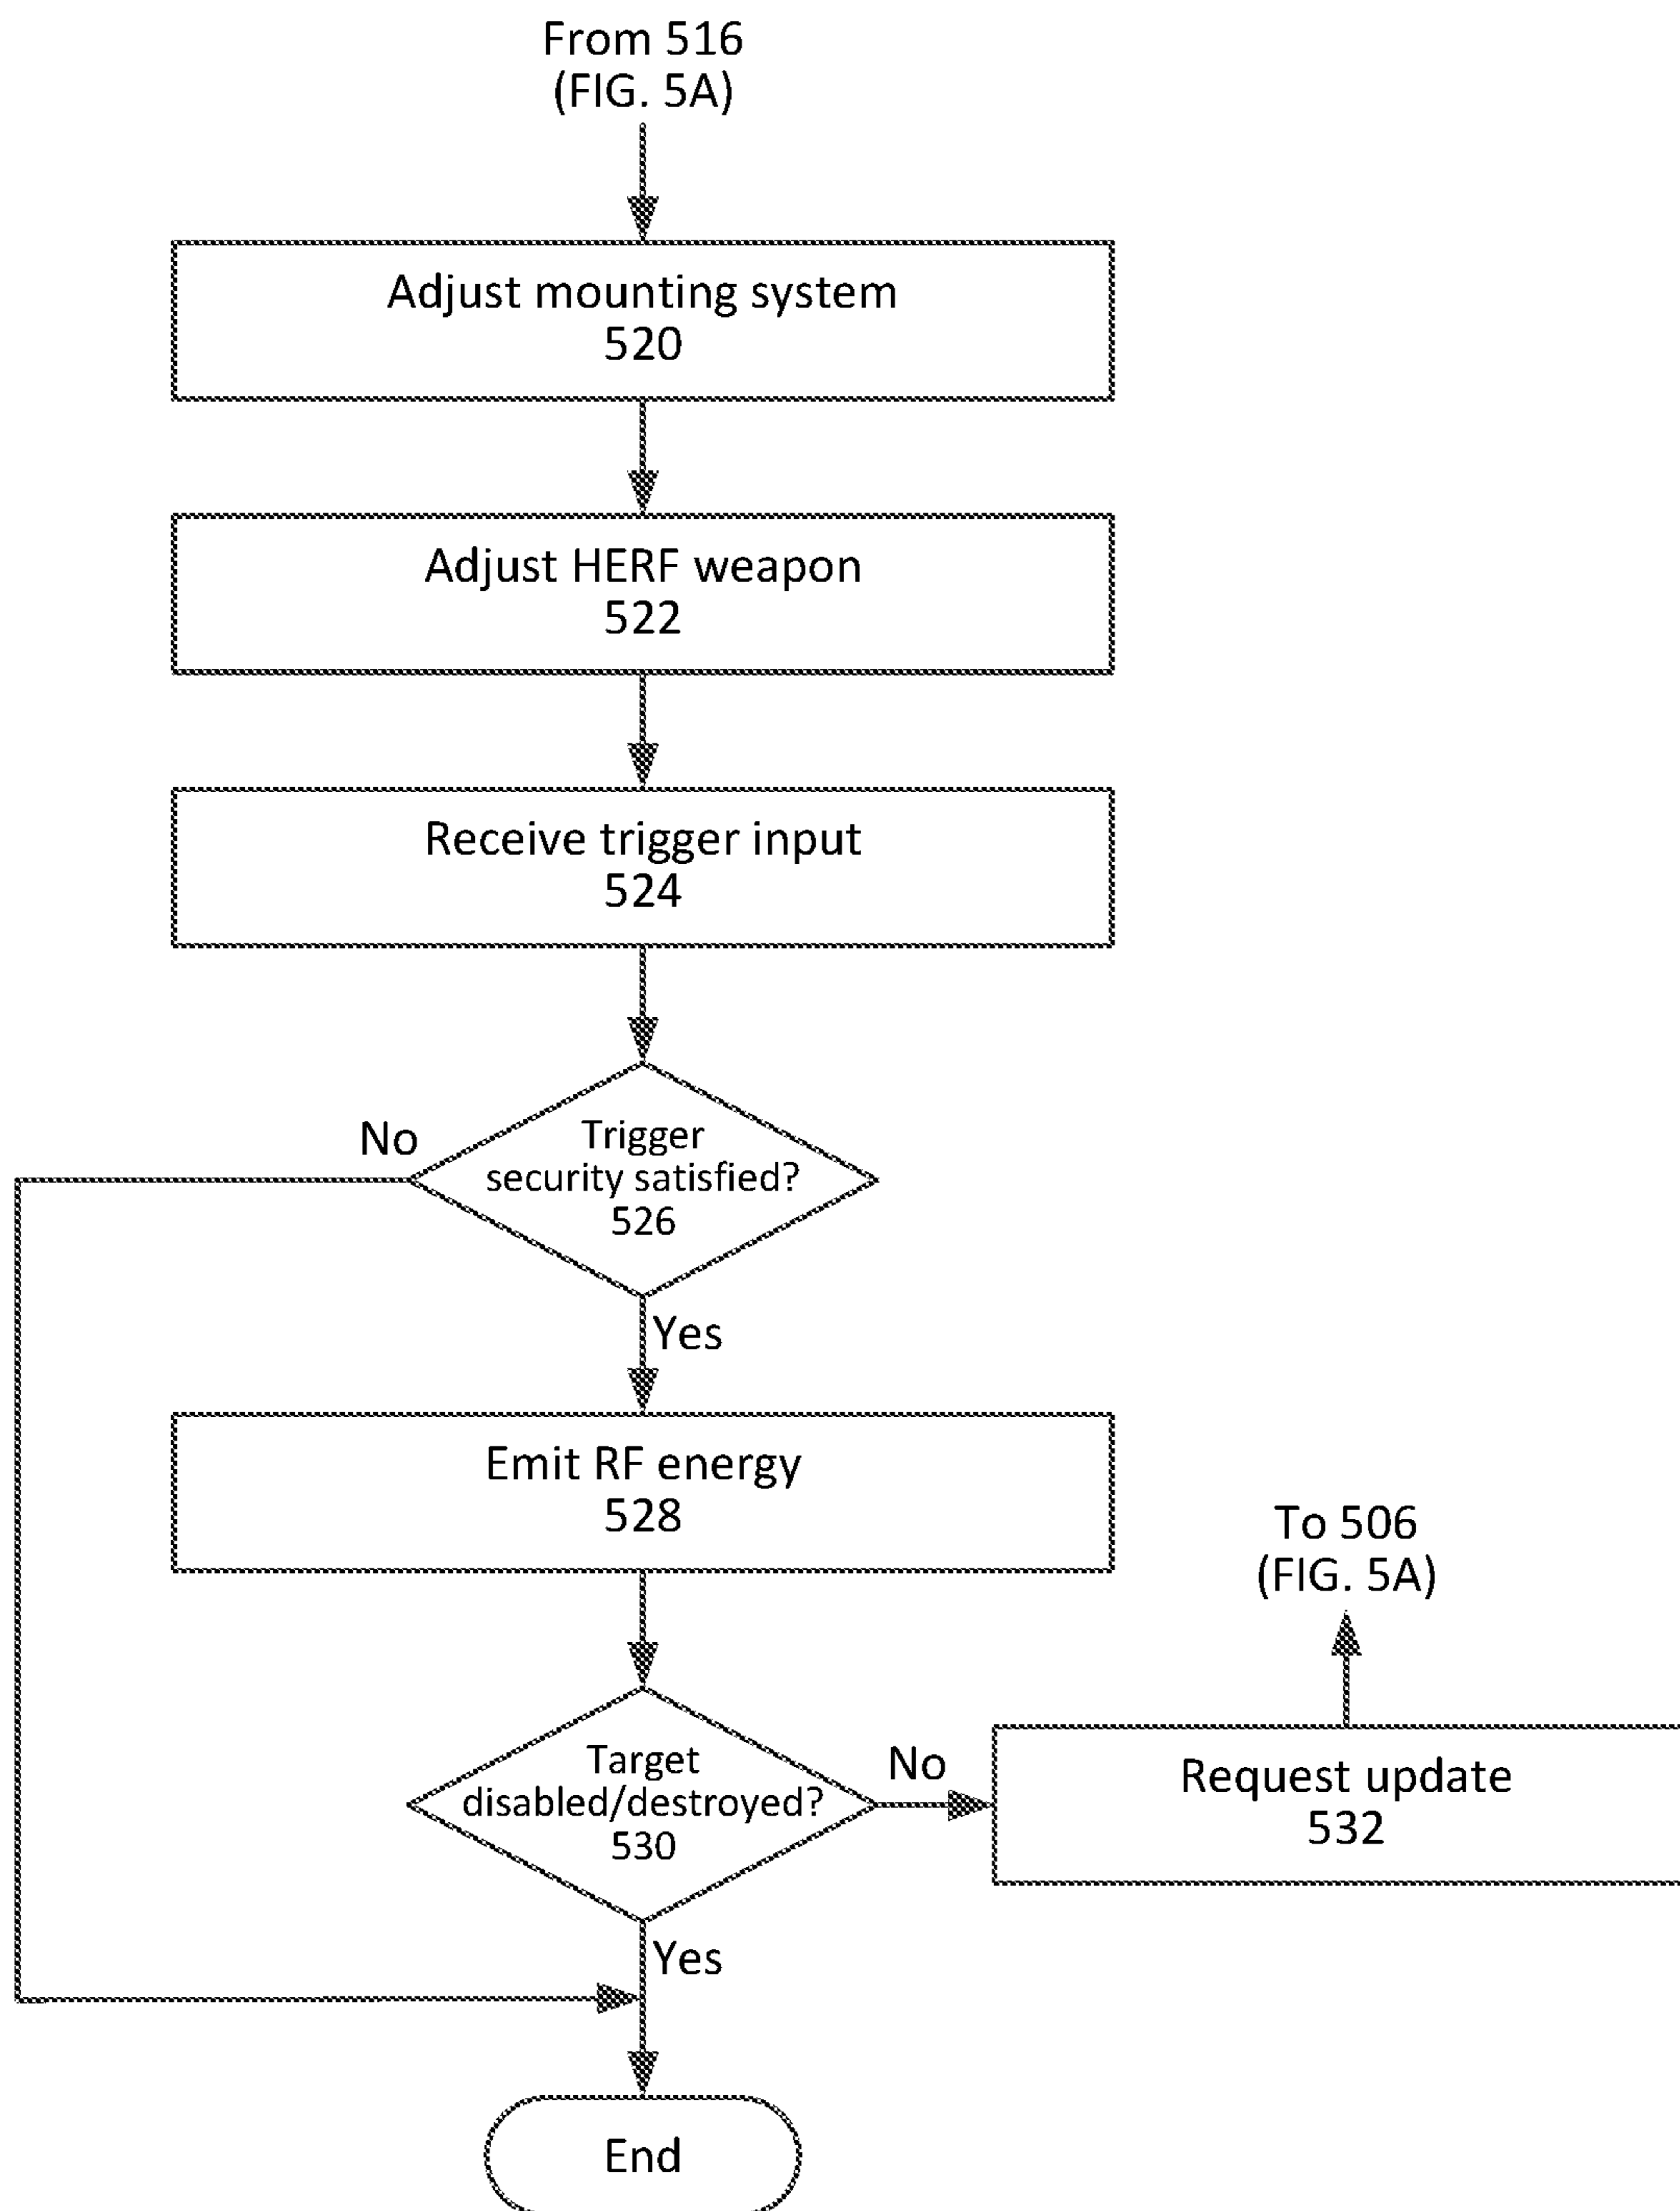 From 516
(FIG. 5A)
Adjust mounting system
520
Adjust HERF weapon
522
Receive trigger input
524
No
Trigger
security satisfied?
526
Yes
Emit RF energy
528
To 506
(FIG. 5A)
Target
disabled/destroyed?
530
No
Request update
532
Yes
End